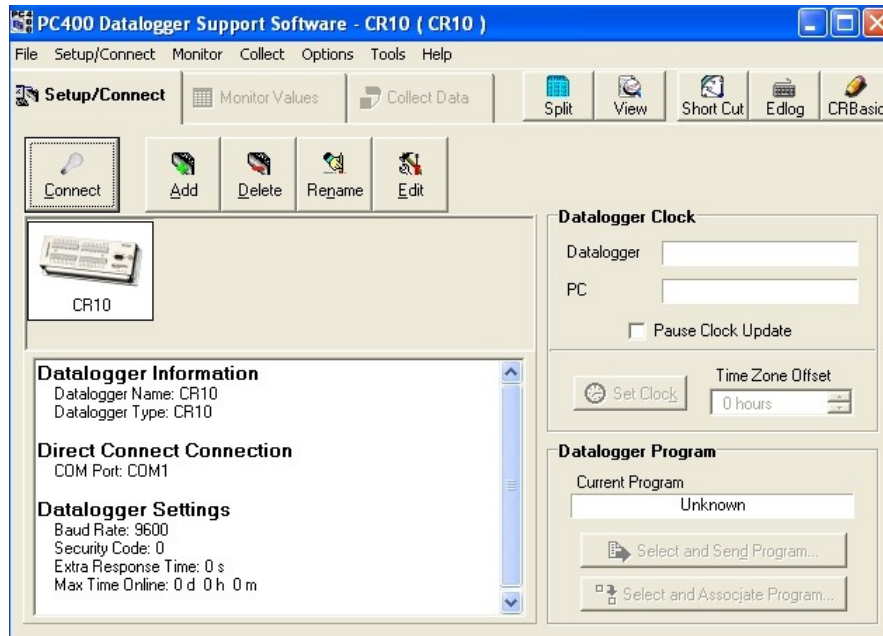 PC400 Datalogger Support Software - CR10 ( CR10 )
File Setup/Connect Monitor Collect Options Tools Help
Setup/Connect Monitor Values Collect Data Split View Short Cut Edlog CRBasic
Connect Add Delete Rename Edit
CR10
Datalogger Information
Datalogger Name: CR10
Datalogger Type: CR10
Direct Connect Connection
COM Port: COM1
Datalogger Settings
Baud Rate: 9600
Security Code: 0
Extra Response Time: 0 s
Max Time Online: 0 d 0 h 0 m
Datalogger Clock
Datalogger
PC
Pause Clock Update
Set Clock
Time Zone Offset
0 hours
Datalogger Program
Current Program
Unknown
Select and Send Program...
Select and Associate Program...